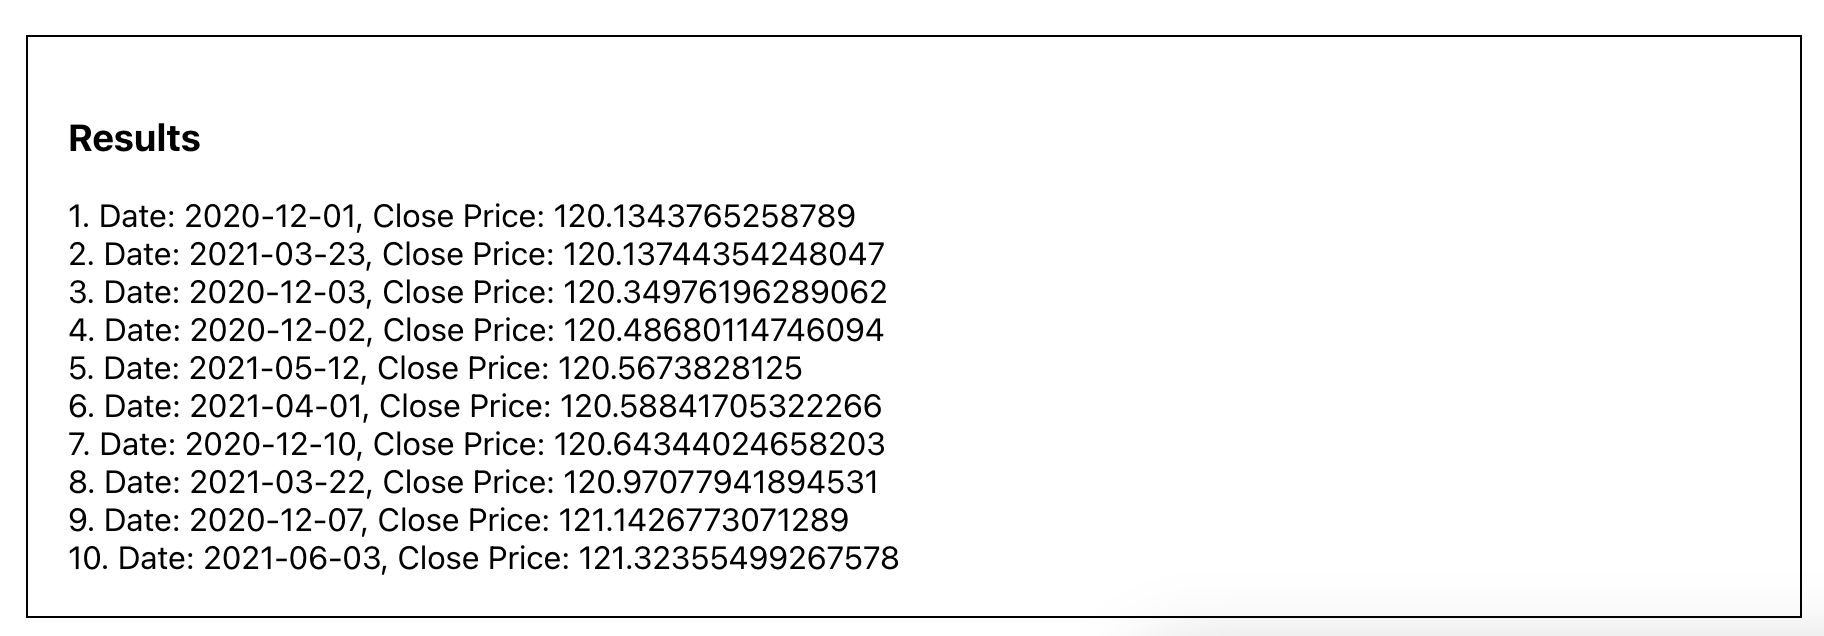 Results
1. Date: 2020-12-01, Close Price: 120.1343765258789
2. Date: 2021-03-23, Close Price: 120.13744354248047
3. Date: 2020-12-03, Close Price: 120.34976196289062
4. Date: 2020-12-02, Close Price: 120.48680114746094
5. Date: 2021-05-12, Close Price: 120.5673828125
6. Date: 2021-04-01, Close Price: 120.58841705322266
7. Date: 2020-12-10, Close Price: 120.64344024658203
8. Date: 2021-03-22, Close Price: 120.97077941894531
9. Date: 2020-12-07, Close Price: 121.1426773071289
10. Date: 2021-06-03, Close Price: 121.32355499267578